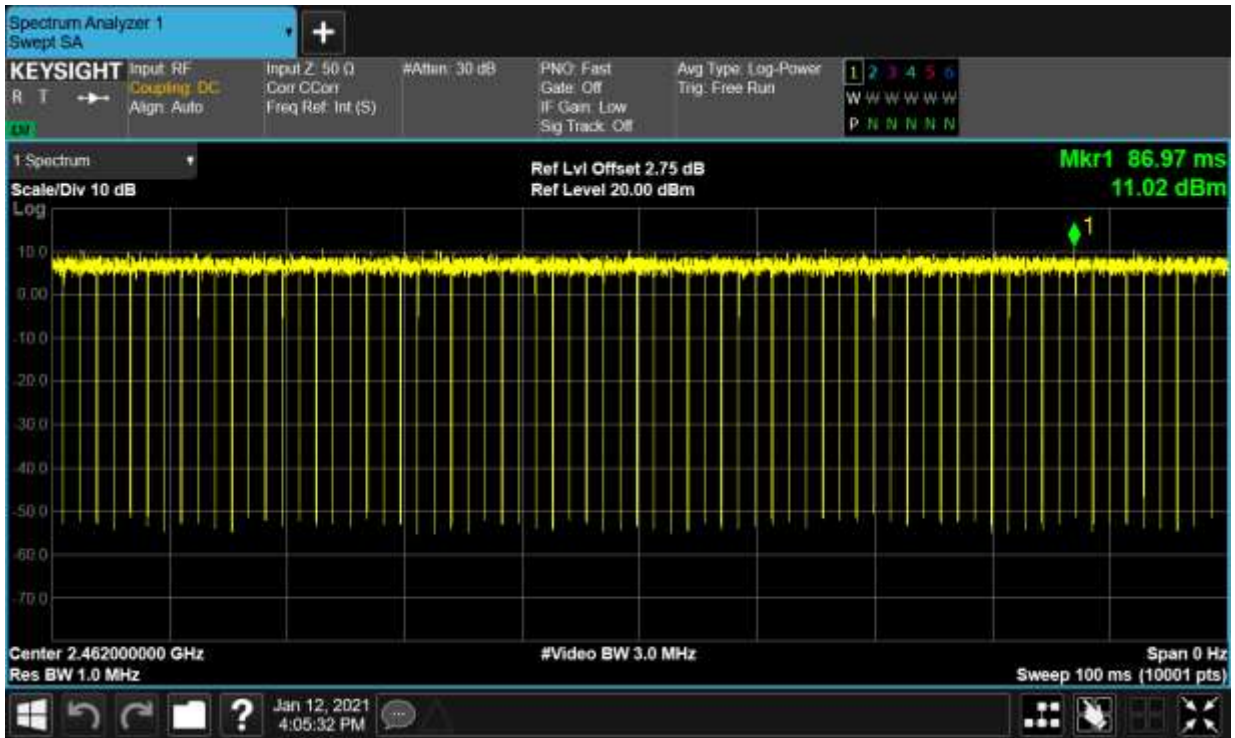 Spectrum Analyzer 1
Swept SA
+
KEYSIGHT
R T
Input: RF
Coupling: DC
Align: Auto
Input Z: 50 Ω
Corr CCorr
Freq Ref: Int (S)
#Atten: 30 dB
PNO: Fast
Gate: Off
IF Gain: Low
Sig Track: Off
Avg Type: Log-Power
Trig: Free Run
1 2 3 4 5 6
W W W W W W
P N N N N N
1 Spectrum
Scale/Div 10 dB
Log
Ref Lvl Offset 2.75 dB
Ref Level 20.00 dBm
Mkr1 86.97 ms
11.02 dBm
1
10.0
0.00
-10.0
-20.0
-30.0
-40.0
-50.0
-60.0
-70.0
Center 2.462000000 GHz
#Video BW 3.0 MHz
Span 0 Hz
Res BW 1.0 MHz
Sweep 100 ms (10001 pts)
?
Jan 12, 2021
4:05:32 PM